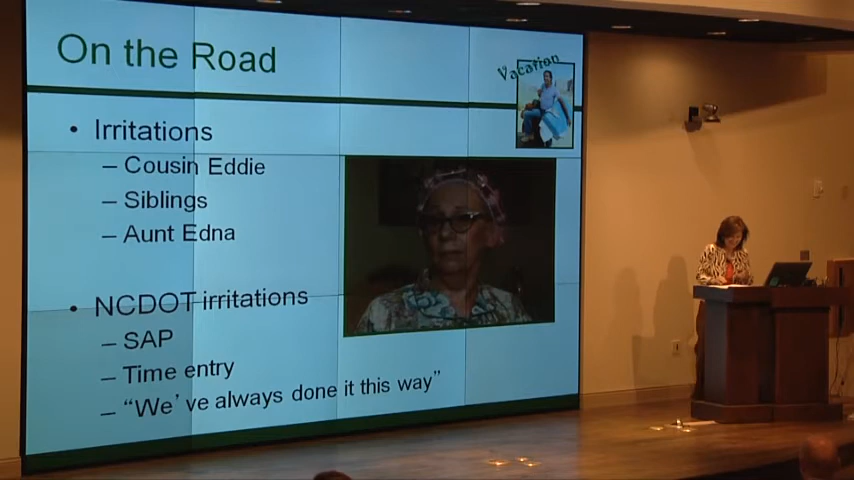 On the Road
Vacation
• Irritations
– Cousin Eddie
– Siblings
– Aunt Edna
• NCDOT irritations
– SAP
– Time entry
– “We’ve always done it this way”